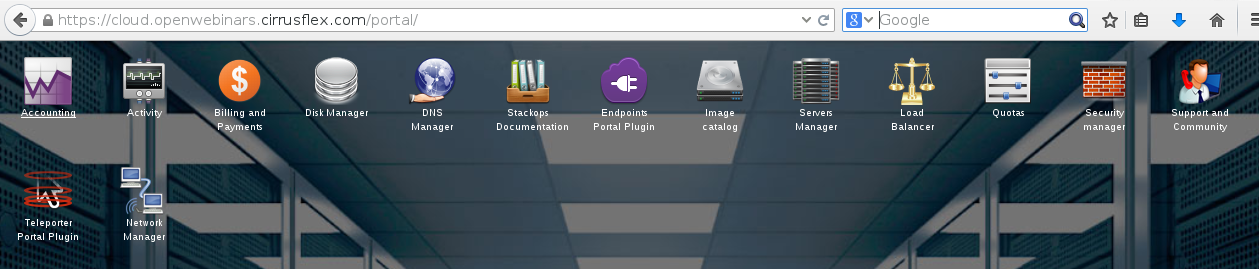 https://cloud.openwebinars.cirrusflex.com/portal/
8
Google
Accounting
Activity
Billing and
Payments
Disk Manager
DNS
Manager
Stackops
Documentation
Endpoints
Portal Plugin
Image
catalog
Servers
Manager
Load
Balancer
Quotas
Security
manager
Support and
Community
Teleporter
Portal Plugin
Network
Manager